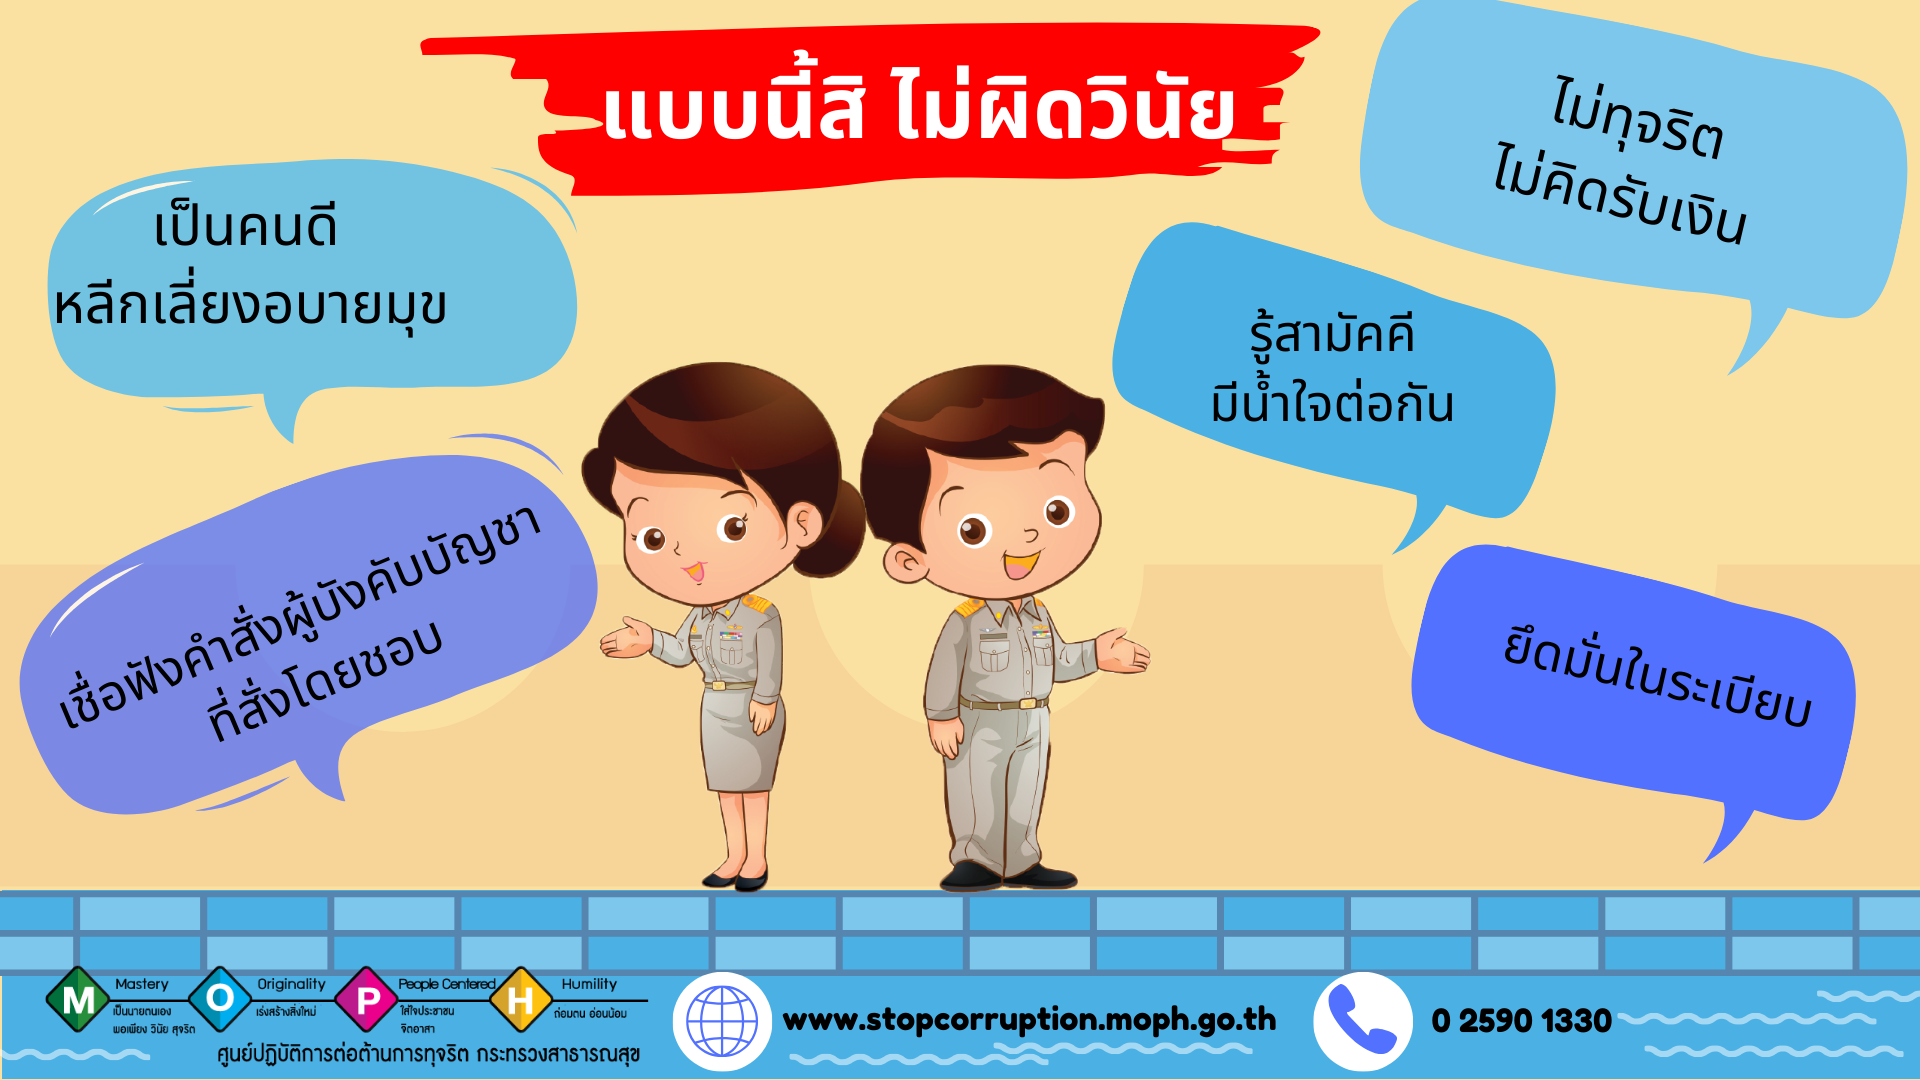 แบบนี้สิ ไม่ผิดวินัย
ไม่ทุจริต
ไม่คิดรับเงิน
เป็นคนดี
หลีกเลี่ยงอบายมุข
รู้สามัคคี
มีน้ำใจต่อกัน
เชื่อฟังคำสั่งผู้บังคับบัญชา
ที่สั่งโดยชอบ
ยึดมั่นในระเบียบ
M Mastery
เป็นนายตนเอง
พอเพียง วินัย สุจริต
O Originality
เร่งสร้างสิ่งใหม่
P People Centered
ใส่ใจประชาชน
จิตอาสา
H Humility
ถ่อมตน อ่อนน้อม
ศูนย์ปฏิบัติการต่อต้านการทุจริต กระทรวงสาธารณสุข
www.stopcorruption.moph.go.th
0 2590 1330